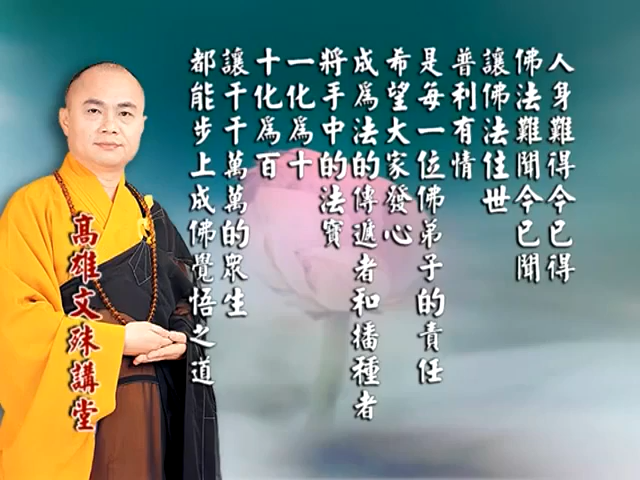 人身難得今已得
佛法難聞今已聞
讓佛法住世
普利有情
是每一位佛弟子的責任
希望大家發心
成為法的傳遞者和播種者
將手中的法寶
一化為十
十化為百
讓千千萬萬的眾生
都能步上成佛覺悟之道
高雄文殊講堂